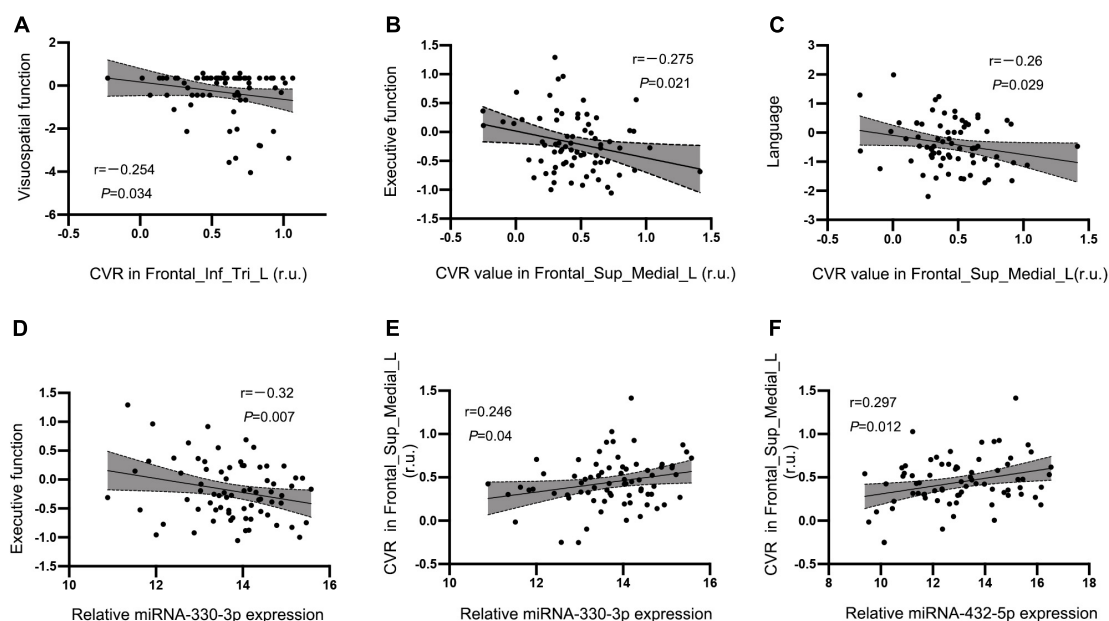 A
Visuospatial function
2
0
-2
-4
-6
r=−0.254
P=0.034
-0.5
0.0
0.5
1.0
CVR in Frontal_Inf_Tri_L (r.u.)
B
Executive function
1.5
1.0
0.5
0.0
-0.5
-1.0
-1.5
r=−0.275
P=0.021
0.0
0.5
1.0
1.5
CVR value in Frontal_Sup_Medial_L (r.u.)
C
Language
3
2
1
0
-1
-2
-3
r=−0.26
P=0.029
-0.5
0.0
0.5
1.0
1.5
CVR value in Frontal_Sup_Medial_L(r.u.)
D
Executive function
1.5
1.0
0.5
0.0
-0.5
-1.0
-1.5
r=−0.32
P=0.007
10
12
14
16
Relative miRNA-330-3p expression
E
CVR in Frontal_Sup_Medial_L
(r.u.)
1.5
1.0
0.5
0.0
-0.5
r=0.246
P=0.04
10
12
14
16
Relative miRNA-330-3p expression
F
CVR in Frontal_Sup_Medial_L
(r.u.)
1.5
1.0
0.5
0.0
-0.5
r=0.297
P=0.012
8
10
12
14
16
18
Relative miRNA-432-5p expression